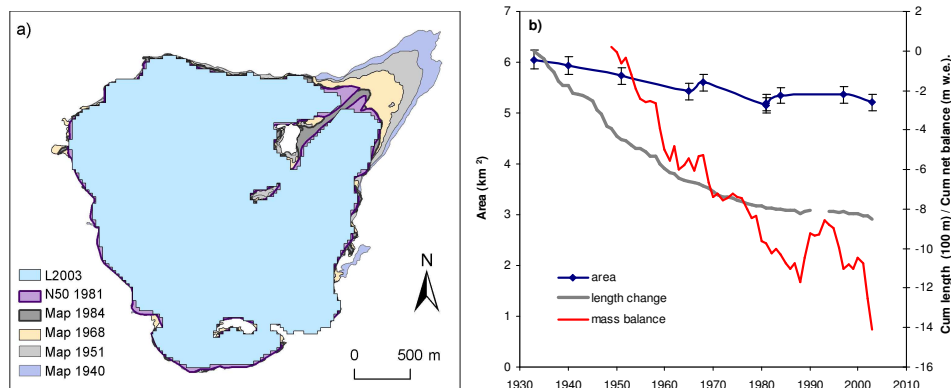 a)
L2003
N50 1981
Map 1984
Map 1968
Map 1951
Map 1940
N
0 500 m
b)
7
6
5
4
3
2
1
0
Area (km 2)
area
length change
mass balance
2
0
-2
-4
-6
-8
-10
-12
-14
-16
Cum length (100 m) / Cum net balance (m w.e.)
1930 1940 1950 1960 1970 1980 1990 2000 2010